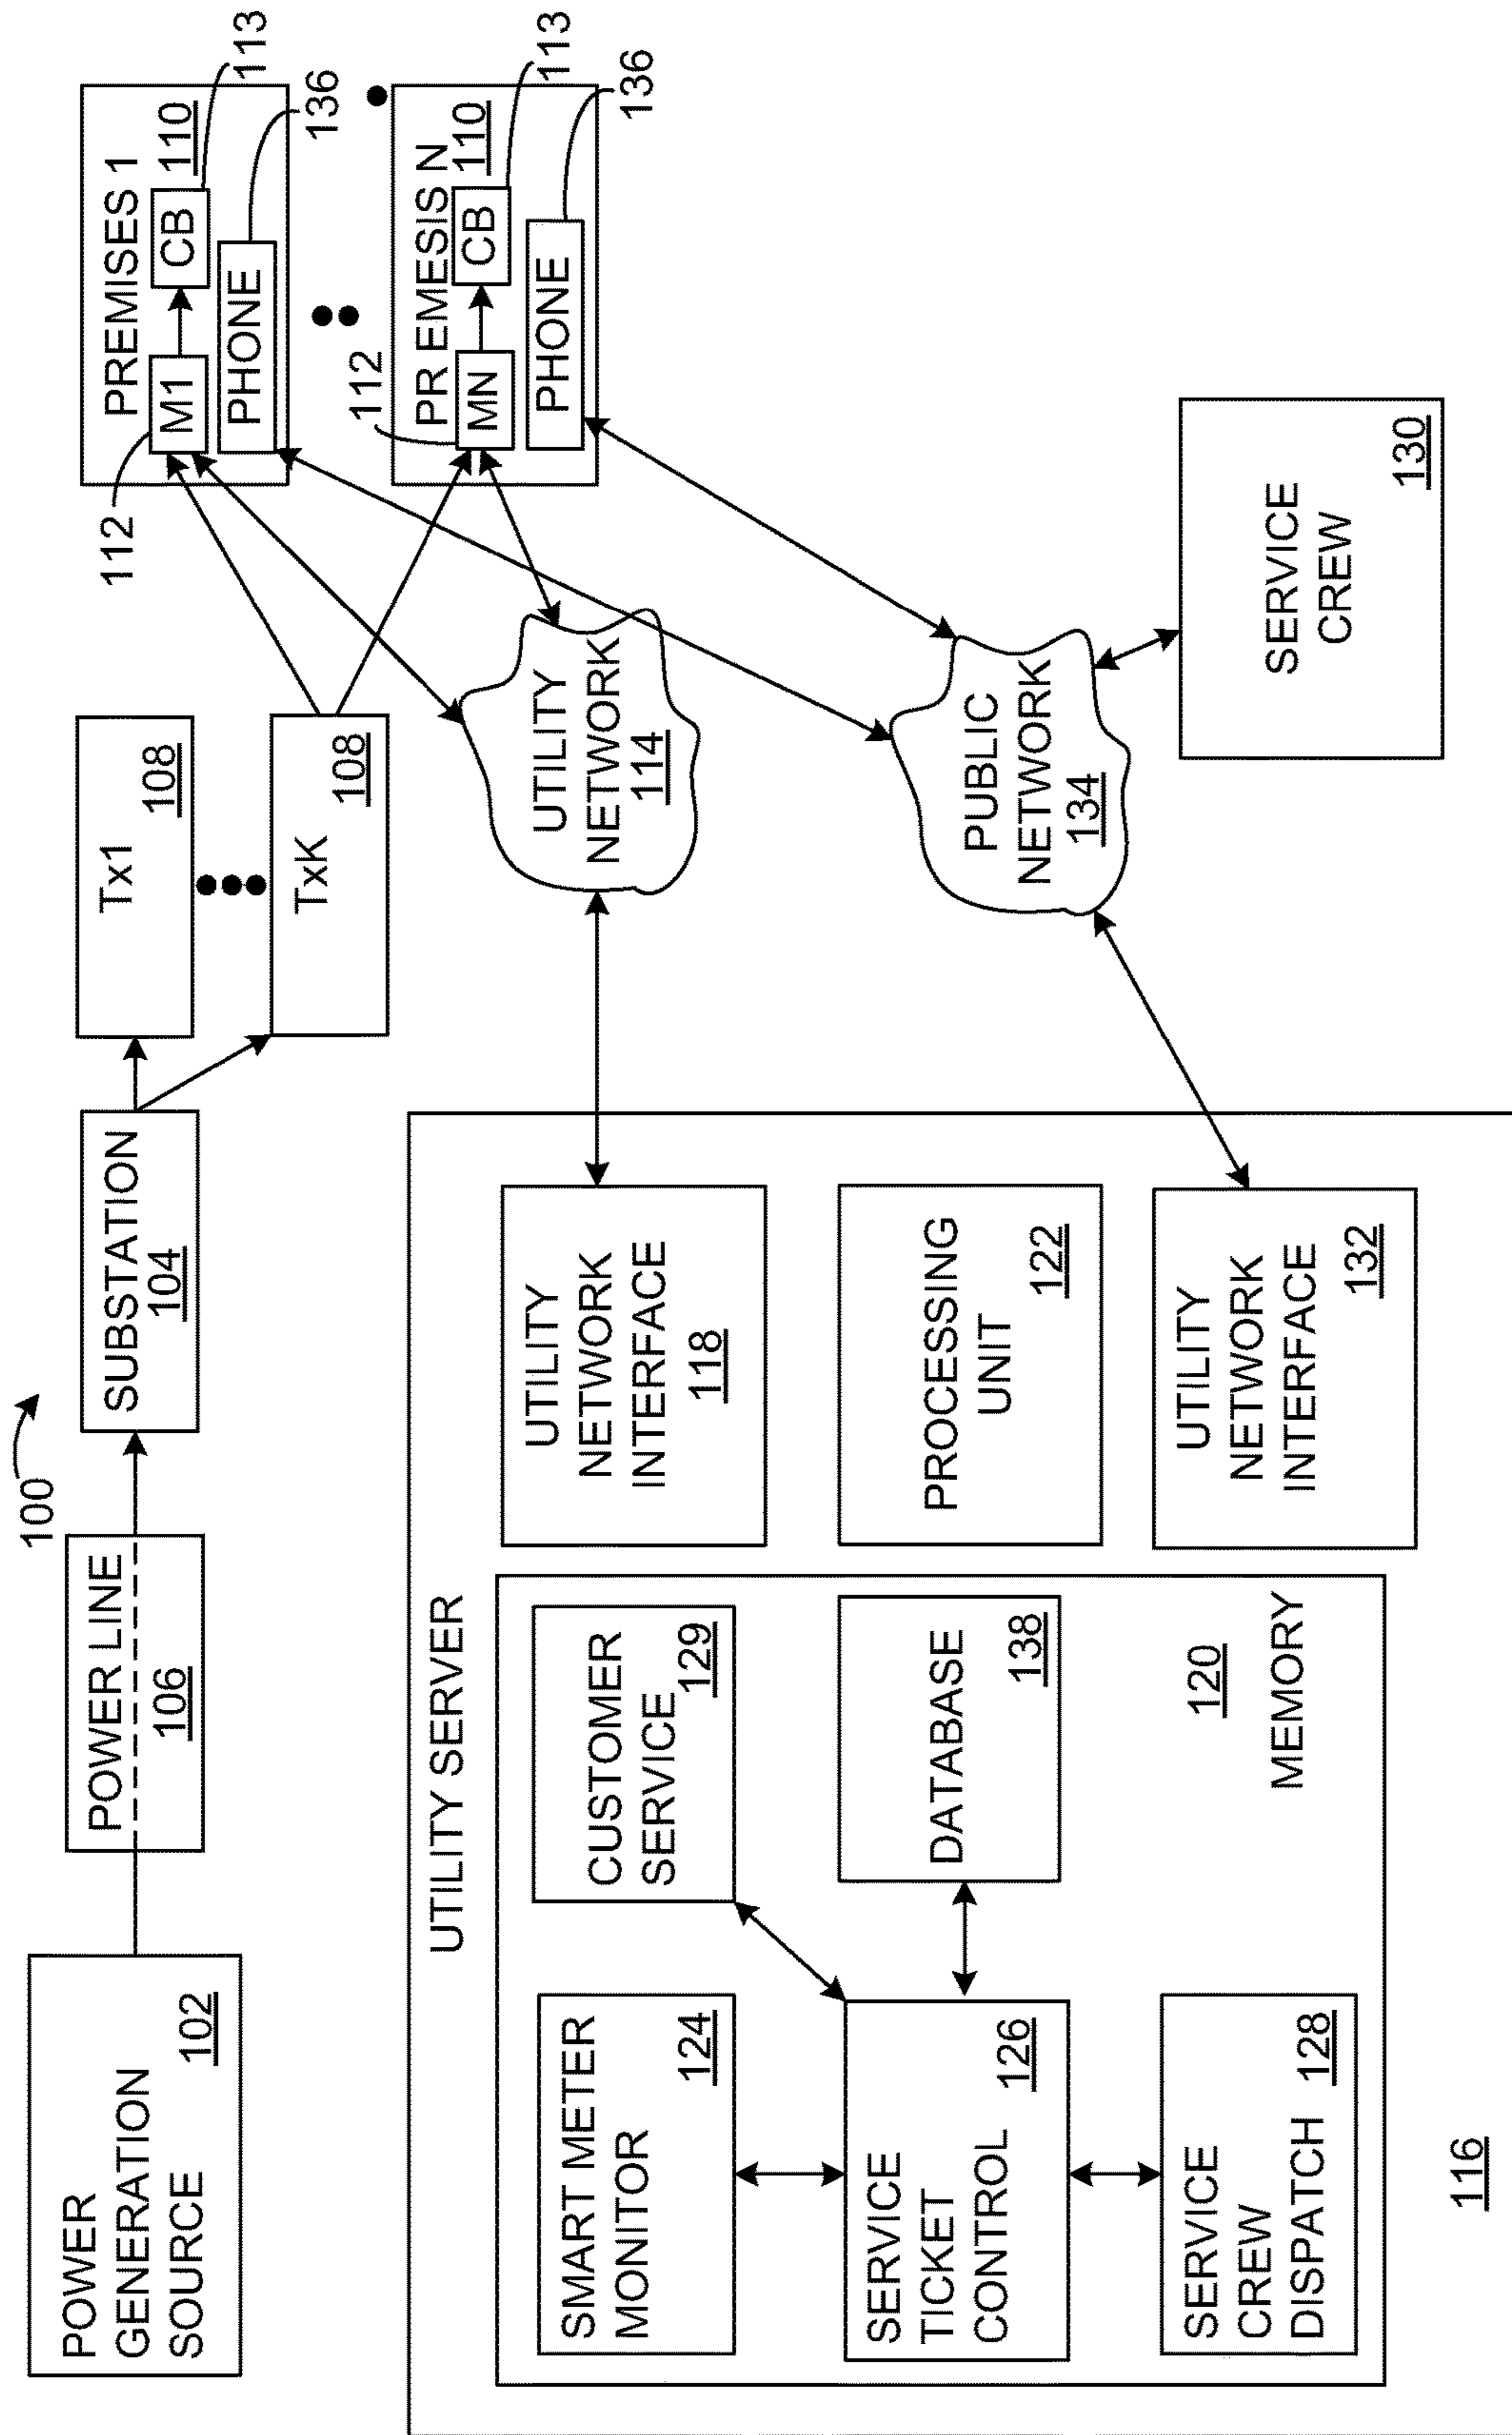 100
POWER
GENERATION
SOURCE
102
POWER LINE
106
SUBSTATION
104
Tx1
108
TxK
108
PREMISES 1
110
M1
CB
PHONE
112
113
136
PR EMESIS N
110
MN
CB
PHONE
112
113
136
UTILITY
NETWORK
114
PUBLIC
NETWORK
134
SERVICE
CREW
130
UTILITY SERVER
SMART METER
MONITOR
124
CUSTOMER
SERVICE
129
SERVICE
TICKET
CONTROL
126
DATABASE
138
SERVICE
CREW
DISPATCH
128
120
MEMORY
UTILITY
NETWORK
INTERFACE
118
PROCESSING
UNIT
122
UTILITY
NETWORK
INTERFACE
132
116